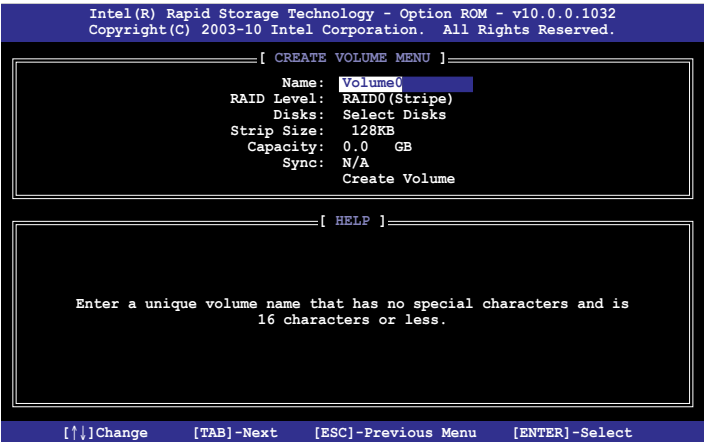 Intel(R) Rapid Storage Technology - Option ROM - v10.0.0.1032
Copyright(C) 2003-10 Intel Corporation.  All Rights Reserved.
[ CREATE VOLUME MENU ]
Name: Volume0
RAID Level: RAID0(Stripe)
Disks: Select Disks
Strip Size: 128KB
Capacity: 0.0 GB
Sync: N/A
Create Volume
[ HELP ]
Enter a unique volume name that has no special characters and is
16 characters or less.
[↑↓]Change [TAB]-Next [ESC]-Previous Menu [ENTER]-Select